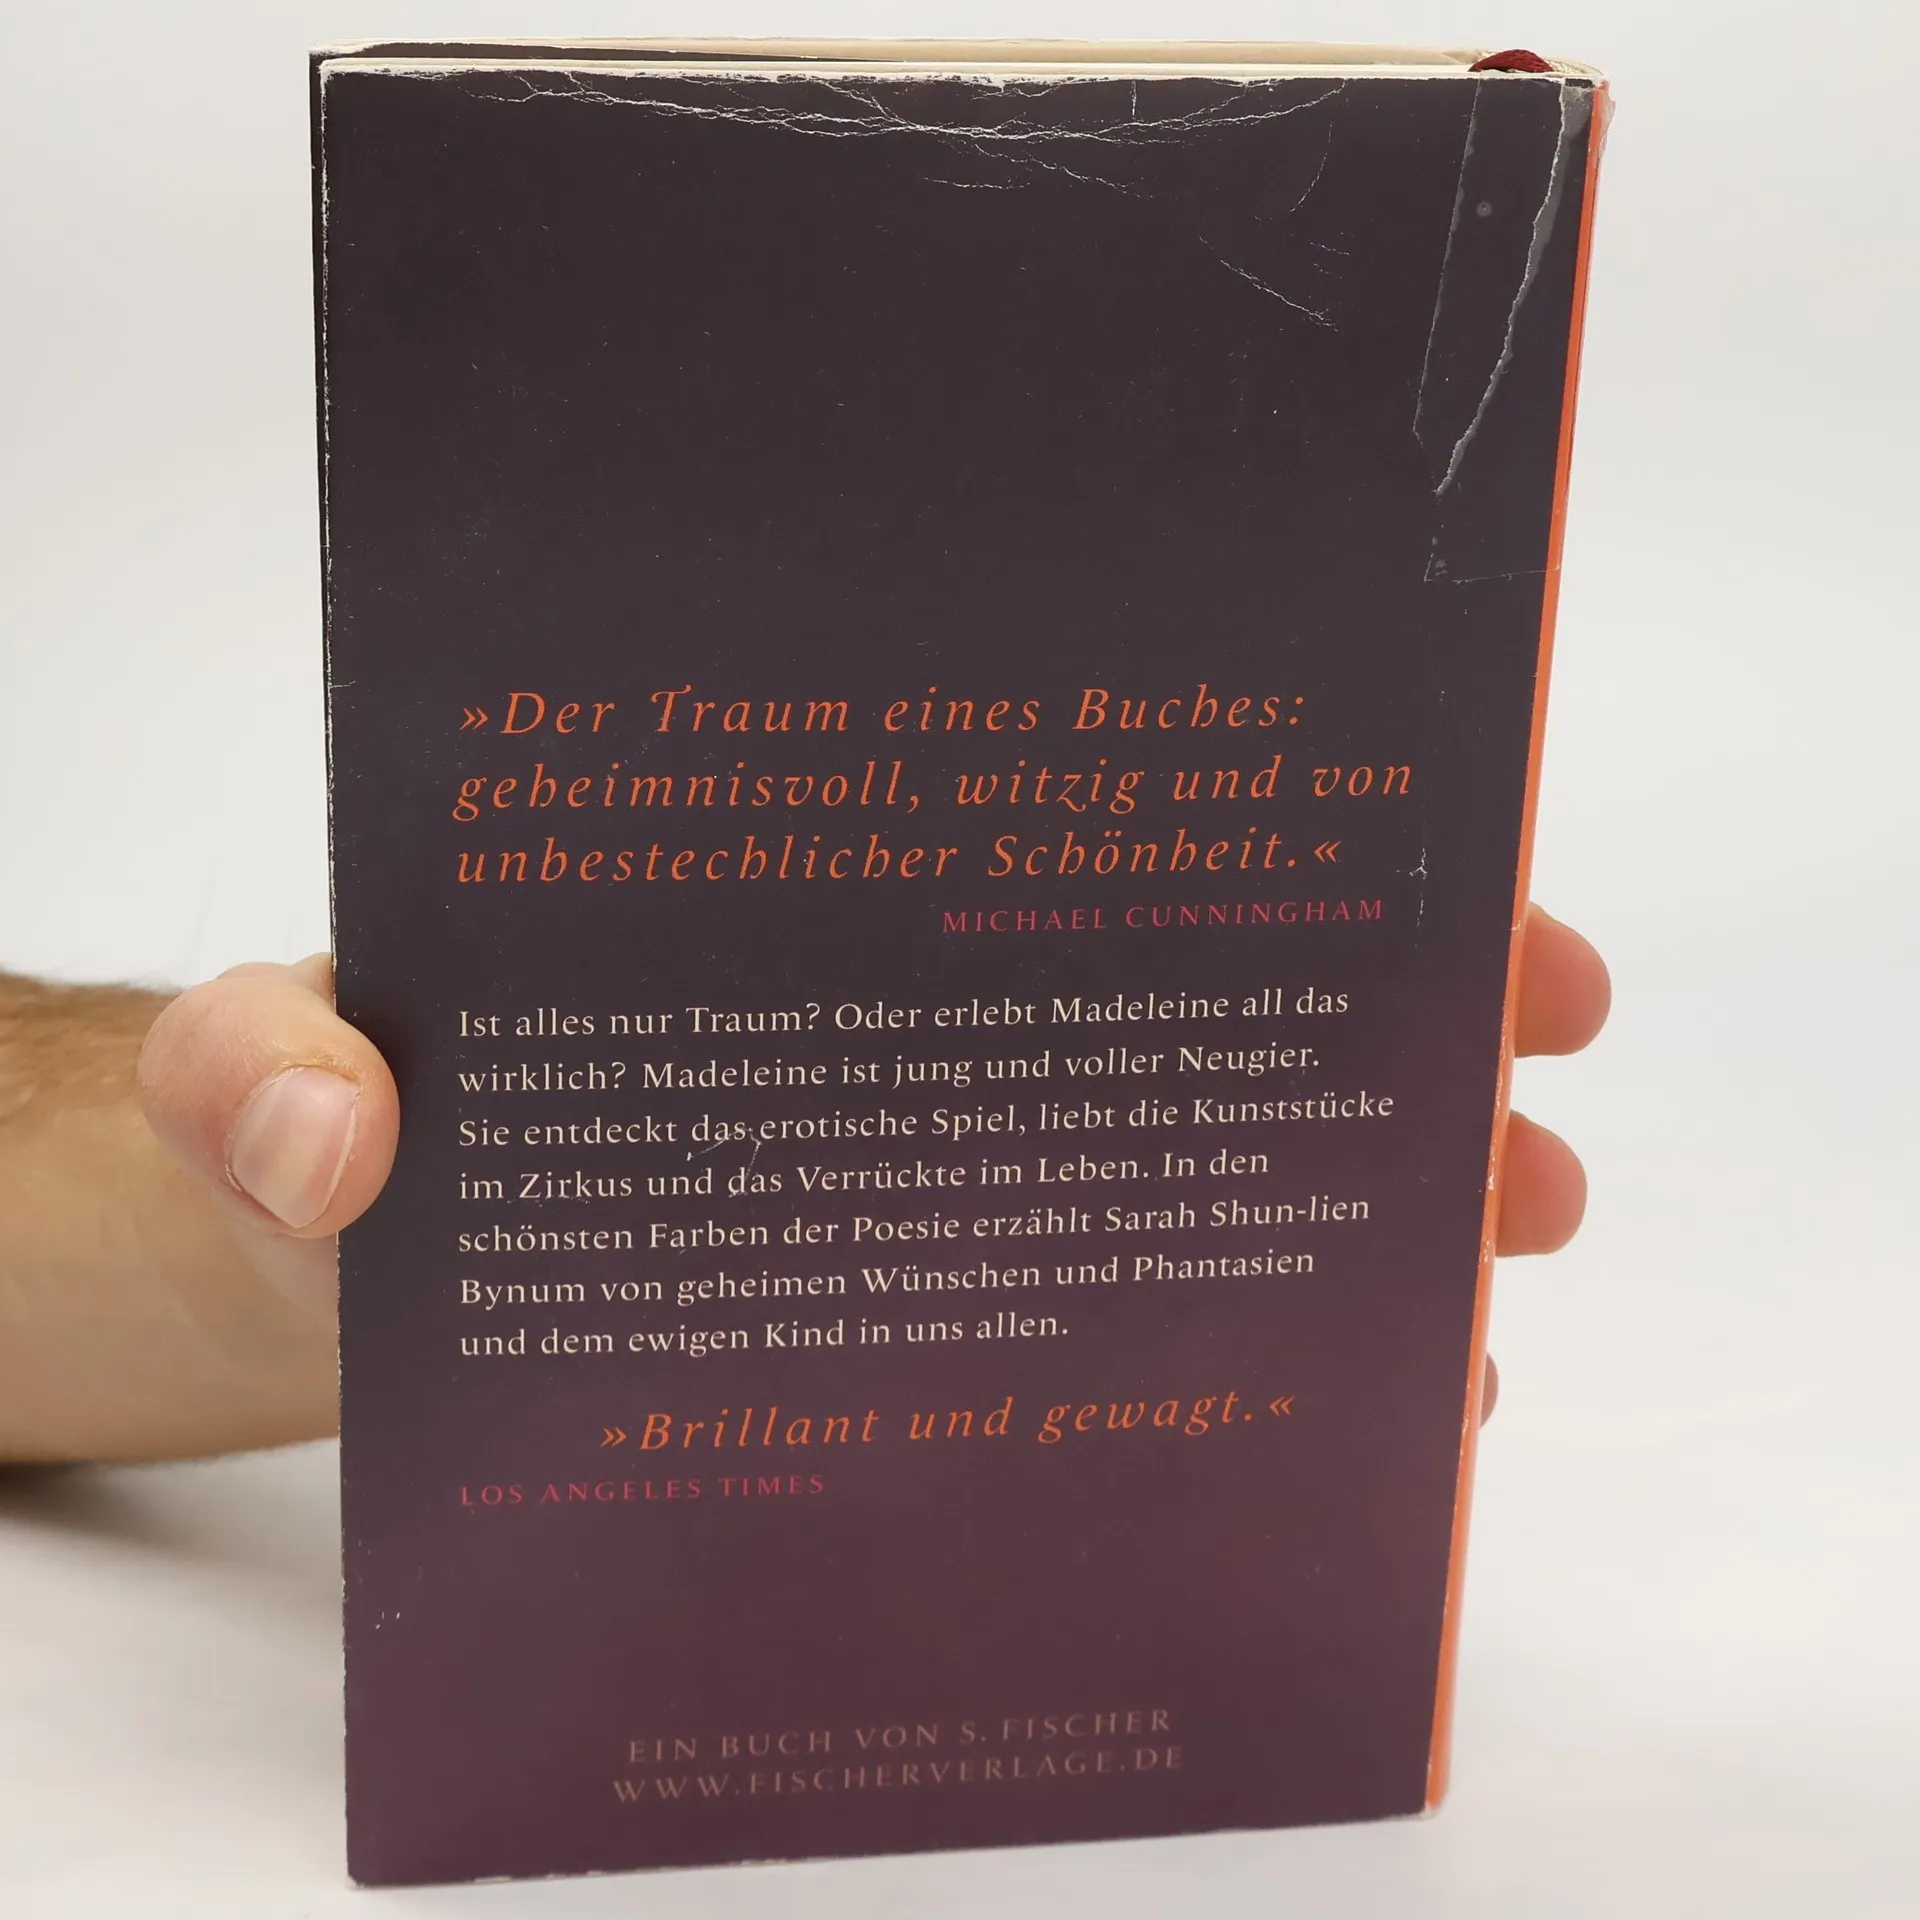 »Der Traum eines Buches:
geheimnisvoll, witzig und von
unbestechlicher Schönheit.«
MICHAEL CUNNINGHAM
Ist alles nur Traum? Oder erlebt Madeleine all das
wirklich? Madeleine ist jung und voller Neugier.
Sie entdeckt das erotische Spiel, liebt die Kunststücke
im Zirkus und das Verrückte im Leben. In den
schönsten Farben der Poesie erzählt Sarah Shun-lien
Bynum von geheimen Wünschen und Phantasien
und dem ewigen Kind in uns allen.
»Brillant und gewagt.«
LOS ANGELES TIMES
EIN BUCH VON S. FISCHER
WWW.FISCHERVERLAGE.DE